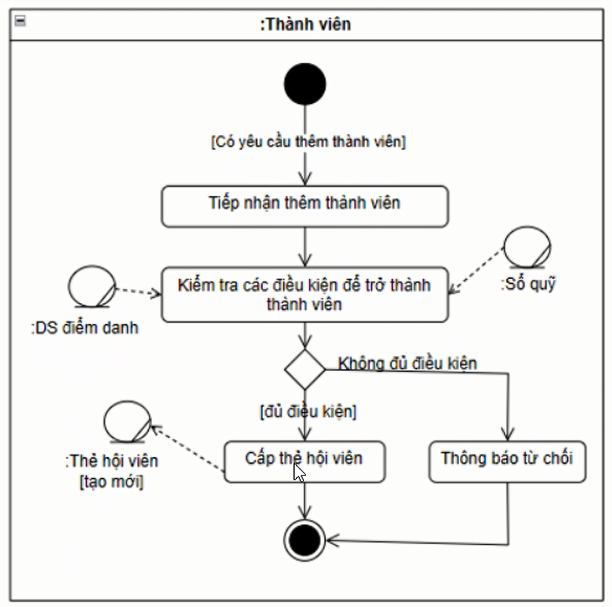 :Thành viên
[Có yêu cầu thêm thành viên]
Tiếp nhận thêm thành viên
Kiểm tra các điều kiện để trở thành
thành viên
:Sổ quỹ
:DS điểm danh
Không đủ điều kiện
[đủ điều kiện]
Cấp thẻ hội viên
Thông báo từ chối
:Thẻ hội viên
[tạo mới]